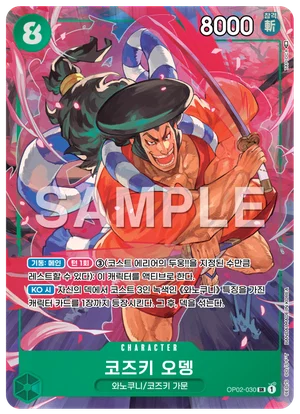 8
8000
참격
斬
SAMPLE
기동: 메인 턴 1회 ③(코스트 에리어의 두웅!!을 지정된 수만큼
레스트할 수 있다): 이 캐릭터를 액티브로 한다.
KO 시 자신의 덱에서 코스트 3인 녹색의 《와노쿠니》 특징을 가진
캐릭터 카드를 1장까지 등장시킨다. 그 후, 덱을 섞는다.
CHARACTER
코즈키 오뎅
와노쿠니/코즈키 가문
OP02-030 1